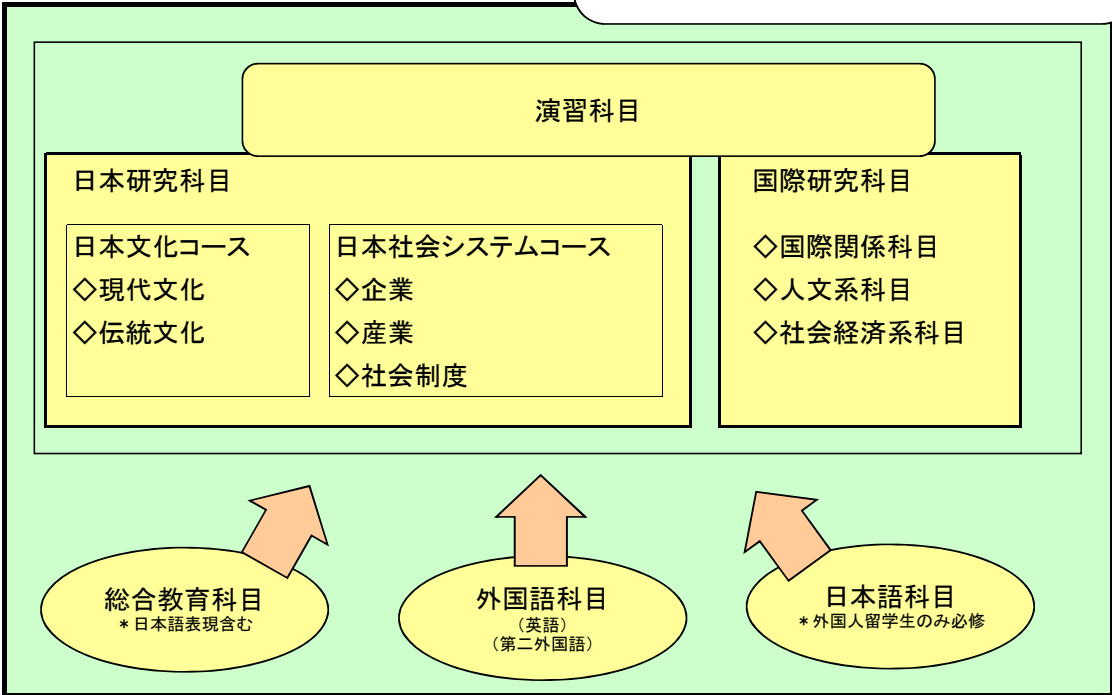 演習科目
日本研究科目
日本文化コース
◇現代文化
◇伝統文化
日本社会システムコース
◇企業
◇産業
◇社会制度
国際研究科目
◇国際関係科目
◇人文系科目
◇社会経済系科目
総合教育科目
*日本語表現含む
外国語科目
(英語)
(第二外国語)
日本語科目
*外国人留学生のみ必修